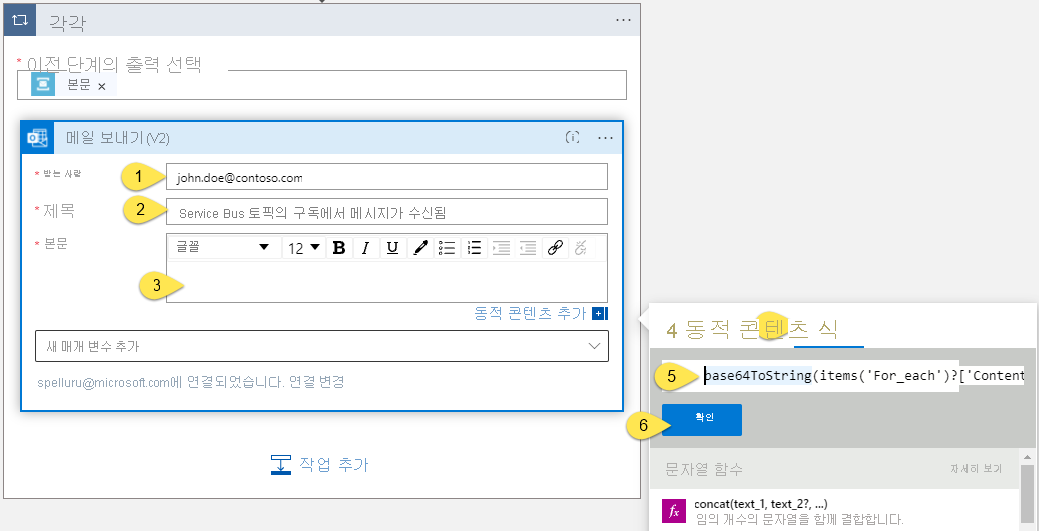 각각
* 이전 단계의 출력 선택
본문 ×
메일 보내기(V2)
* 받는 사람
1
john.doe@contoso.com
* 제목
2
Service Bus 토픽의 구독에서 메시지가 수신됨
* 본문
글꼴 12 B I U
3
동적 콘텐츠 추가
새 매개 변수 추가
spelluru@microsoft.com에 연결되었습니다. 연결 변경
작업 추가
4 동적 콘텐츠 식
5
base64ToString(items('For_each')?['Content
6
확인
문자열 함수 자세히 보기
fx
concat(text_1, text_2?, ...)
임의 개수의 문자열을 함께 결합합니다.